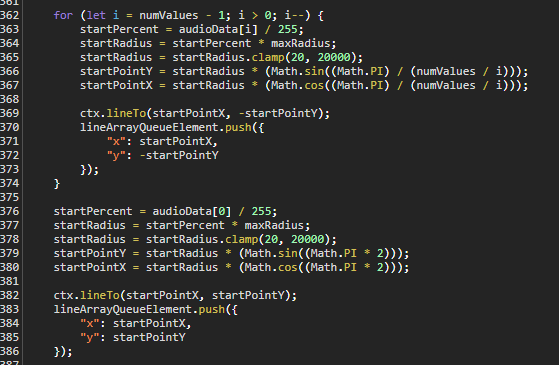 361
362 for (let i = numValues - 1; i > 0; i--) {
363 startPercent = audioData[i] / 255;
364 startRadius = startPercent * maxRadius;
365 startRadius = startRadius.clamp(20, 20000);
366 startPointY = startRadius * (Math.sin((Math.PI) / (numValues / i)));
367 startPointX = startRadius * (Math.cos((Math.PI) / (numValues / i)));
368
369 ctx.lineTo(startPointX, -startPointY);
370 lineArrayQueueElement.push({
371 "x": startPointX,
372 "y": -startPointY
373 });
374 }
375
376 startPercent = audioData[0] / 255;
377 startRadius = startPercent * maxRadius;
378 startRadius = startRadius.clamp(20, 20000);
379 startPointY = startRadius * (Math.sin((Math.PI * 2)));
380 startPointX = startRadius * (Math.cos((Math.PI * 2)));
381
382 ctx.lineTo(startPointX, startPointY);
383 lineArrayQueueElement.push({
384 "x": startPointX,
385 "y": startPointY
386 });
387